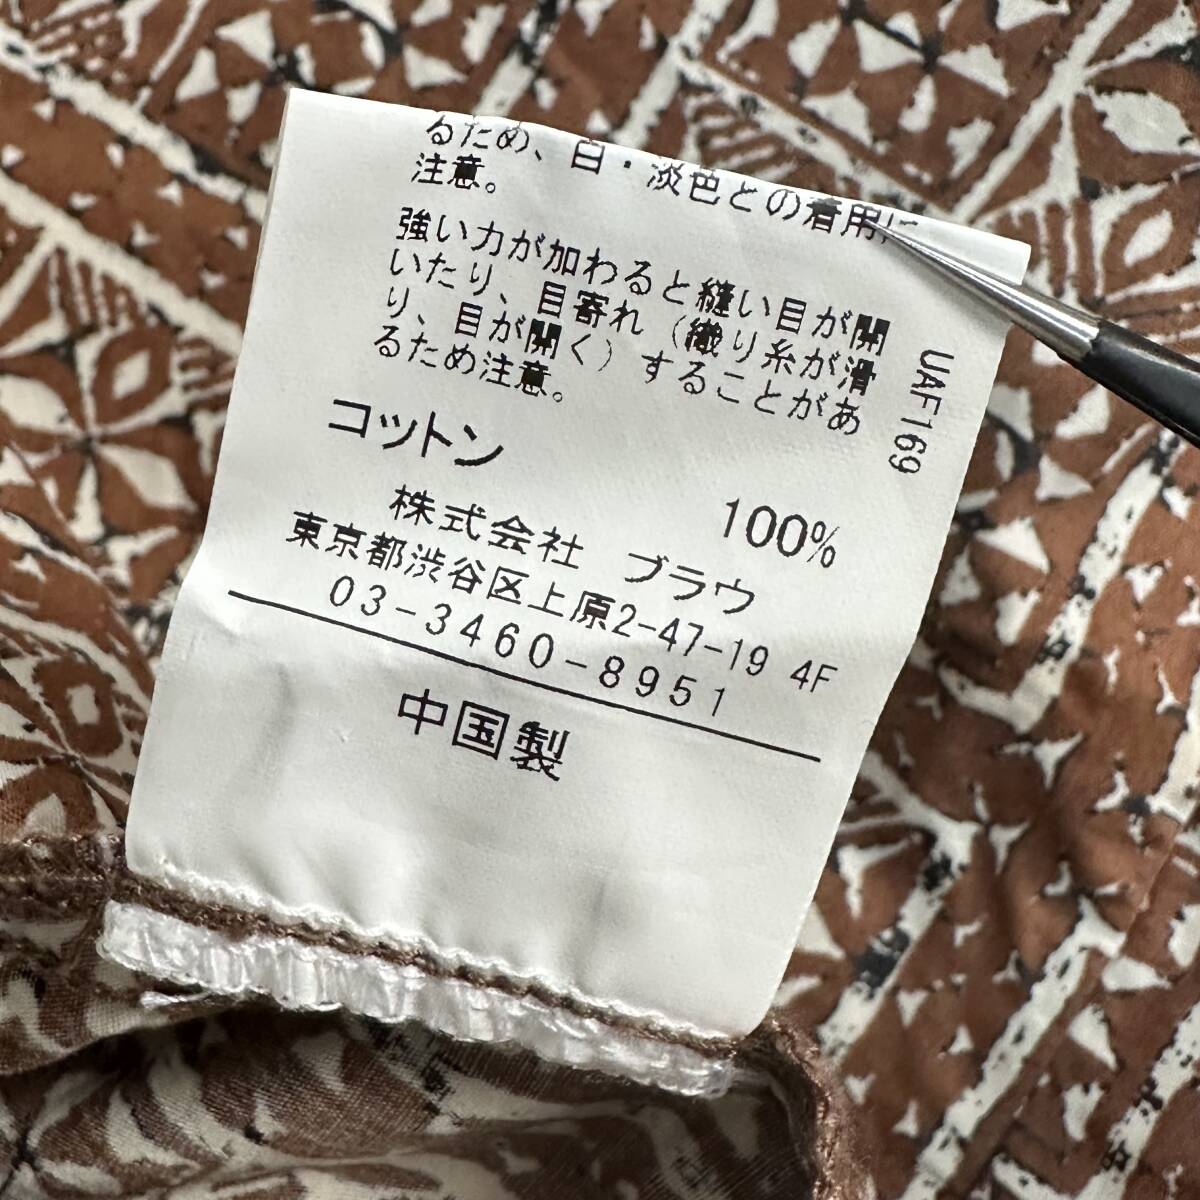 るため、白・淡色との着用に
注意。
強い力が加わると縫い目が開
いたり、目寄れ（織り糸が滑
り、目が開く）することがあ
るため注意。
UAF169
コットン 100%
株式会社 ブラウ
東京都渋谷区上原2-47-19 4F
03-3460-8951
中国製